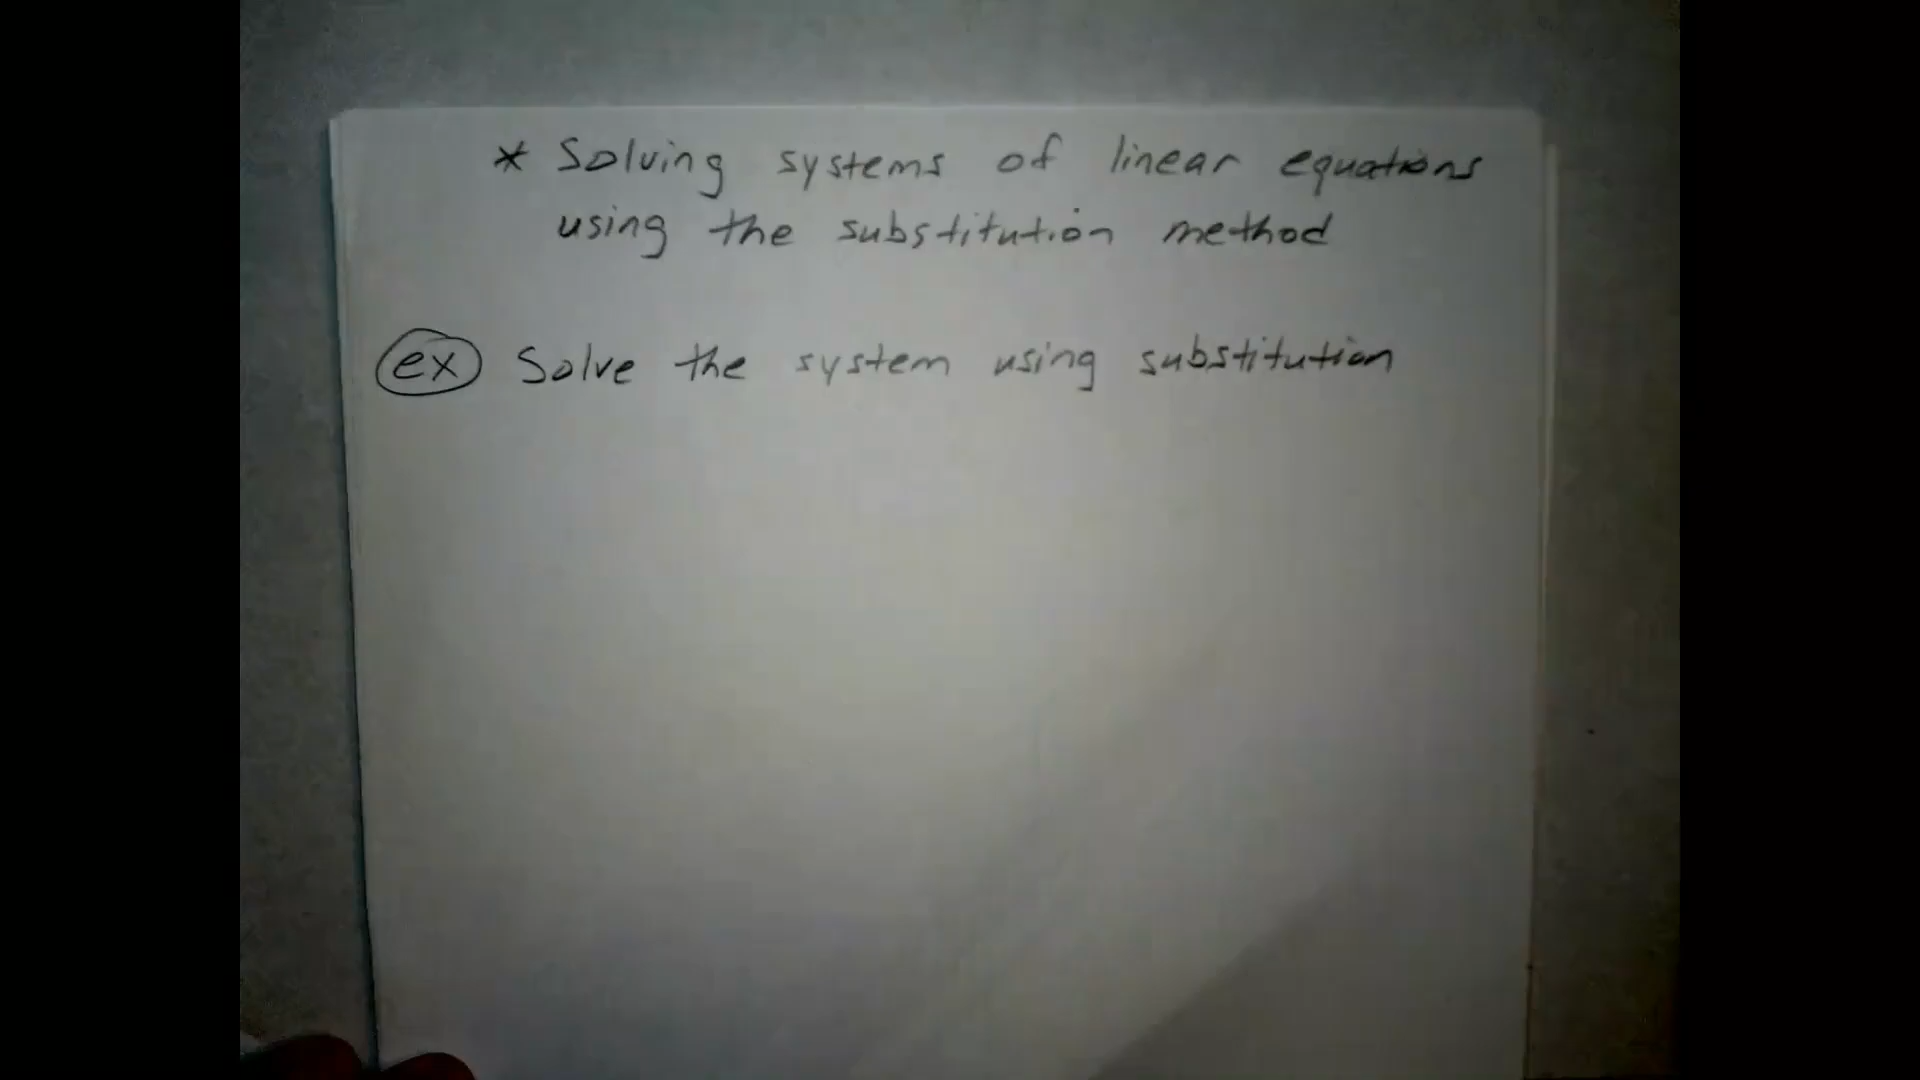 * Solving systems of linear equations
using the substitution method
ex Solve the system using substitution